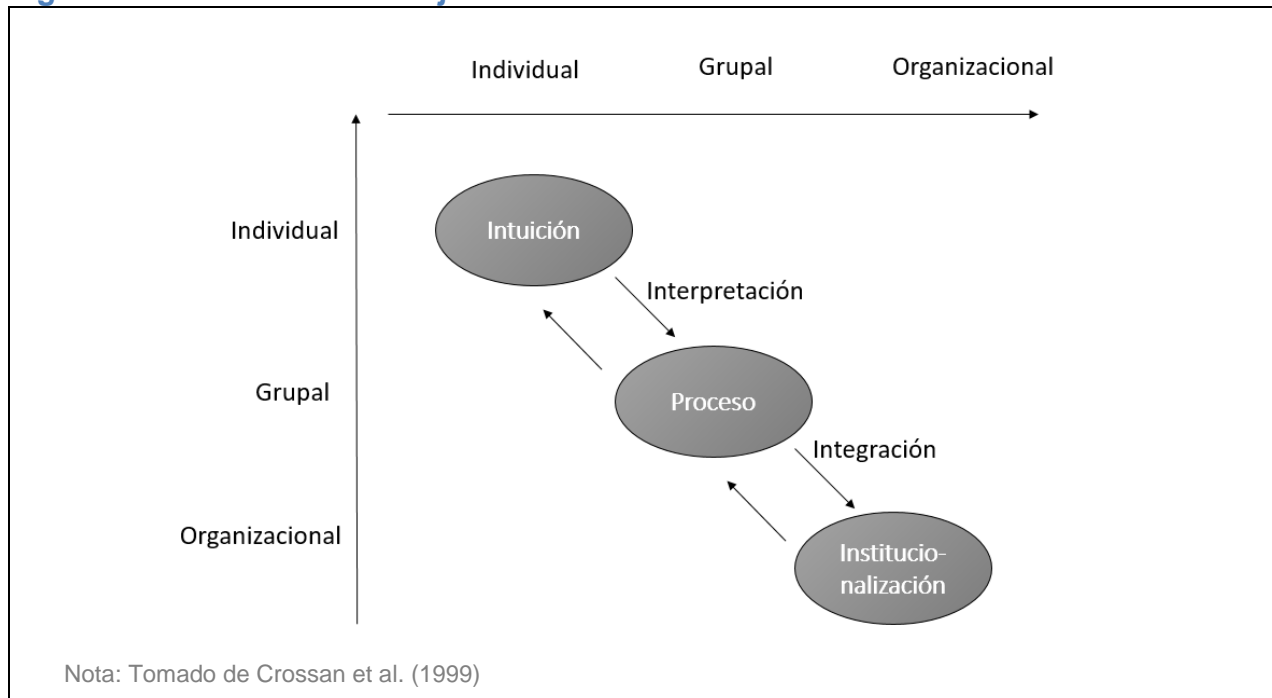 Individual Grupal Organizacional
Individual
Intuición
Interpretación
Grupal
Proceso
Integración
Organizacional
Institucio-
nalización
Nota: Tomado de Crossan et al. (1999)